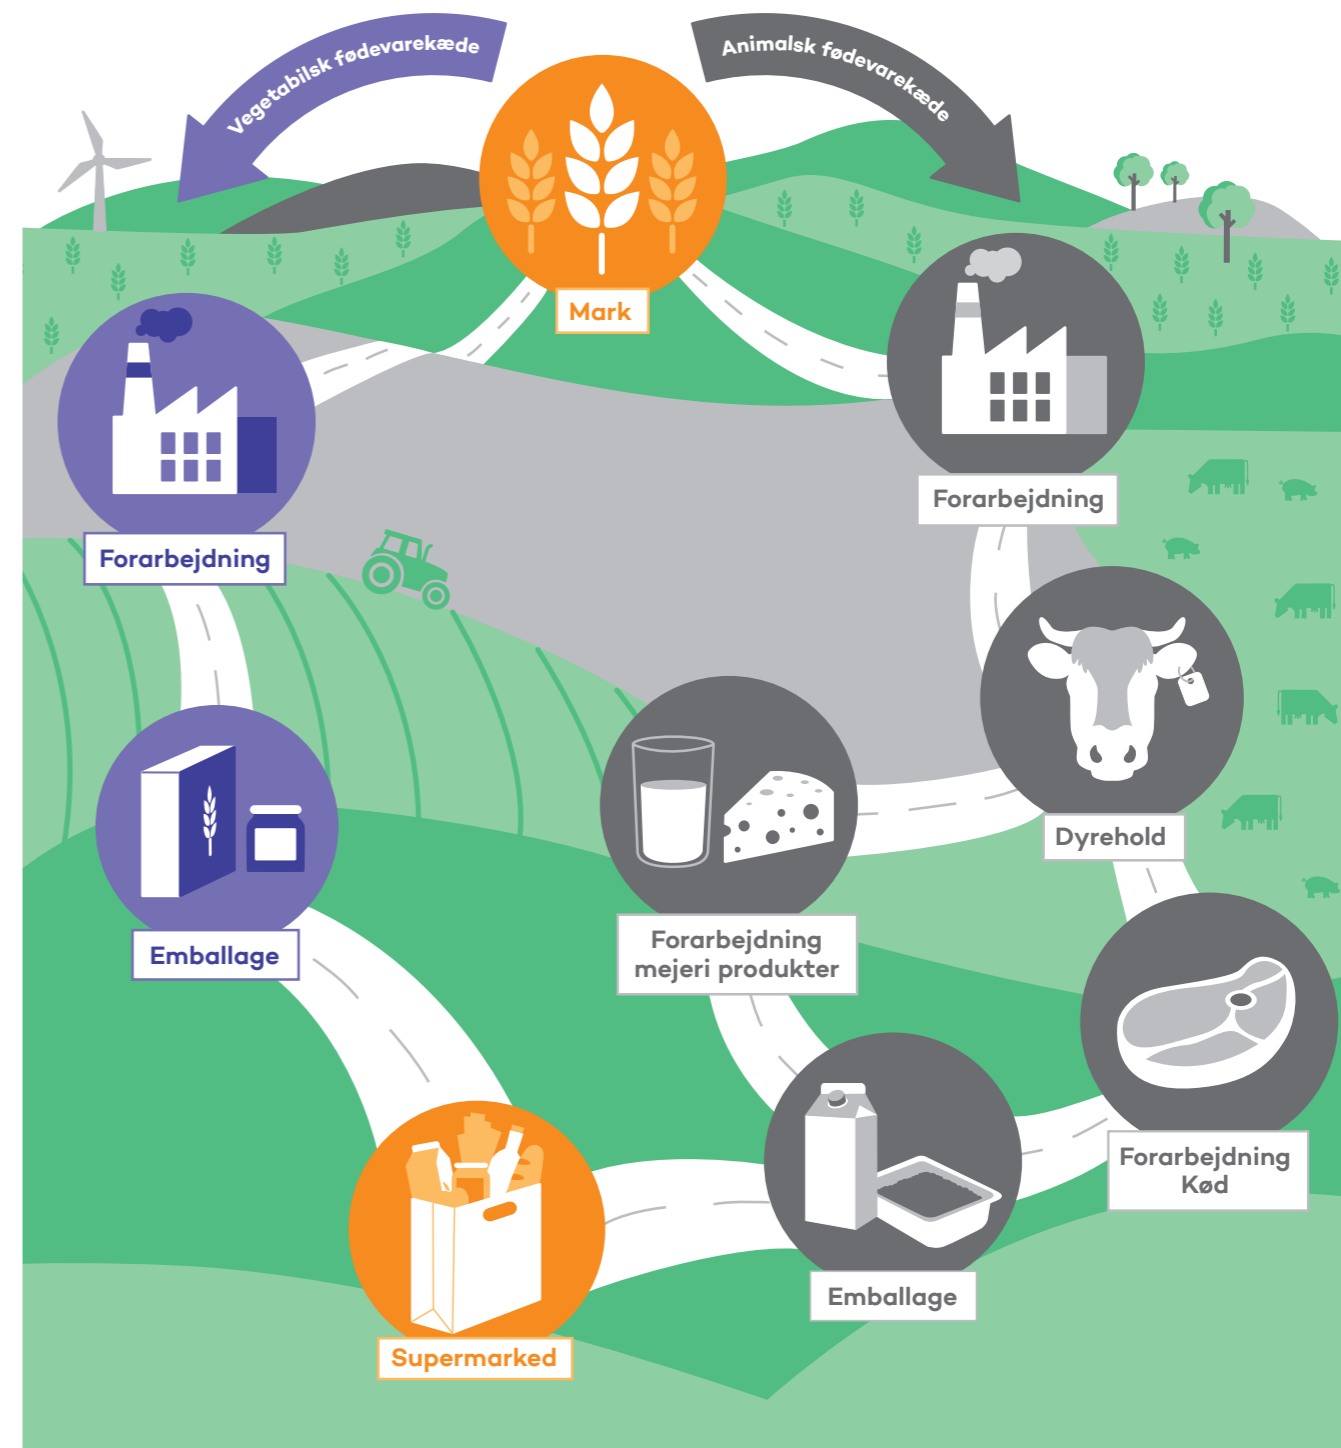 Vegetabilsk fødevarekæde
Animalsk fødevarekæde
Mark
Forarbejdning
Forarbejdning
Dyrehold
Forarbejdning
mejeri produkter
Emballage
Forarbejdning
Kød
Emballage
Supermarked